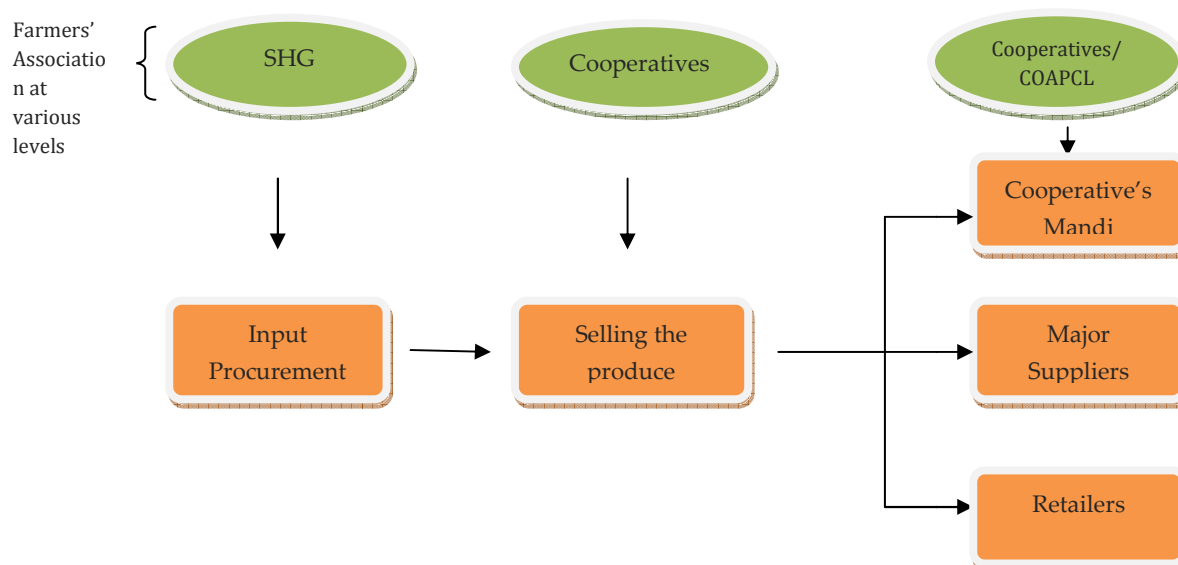 Farmers’
Associatio
n at
various
levels
SHG
Cooperatives
Cooperatives/
COAPCL
Cooperative’s
Mandi
Input
Procurement
Selling the
produce
Major
Suppliers
Retailers